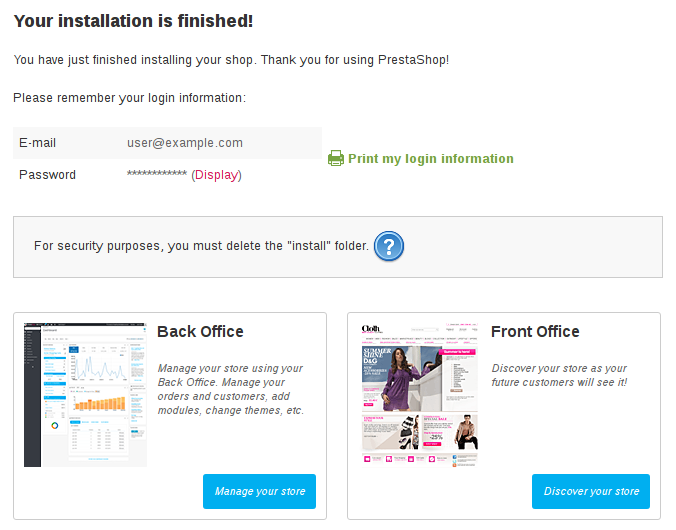 Your installation is finished!
You have just finished installing your shop. Thank you for using PrestaShop!
Please remember your login information:
E-mail user@example.com
Password ************ (Display)
Print my login information
For security purposes, you must delete the "install" folder. ?
Back Office
Manage your store using your
Back Office. Manage your
orders and customers, add
modules, change themes, etc.
Manage your store
Cloth
SUMMER
SHINE
D&G
Front Office
Discover your store as your
future customers will see it!
Discover your store